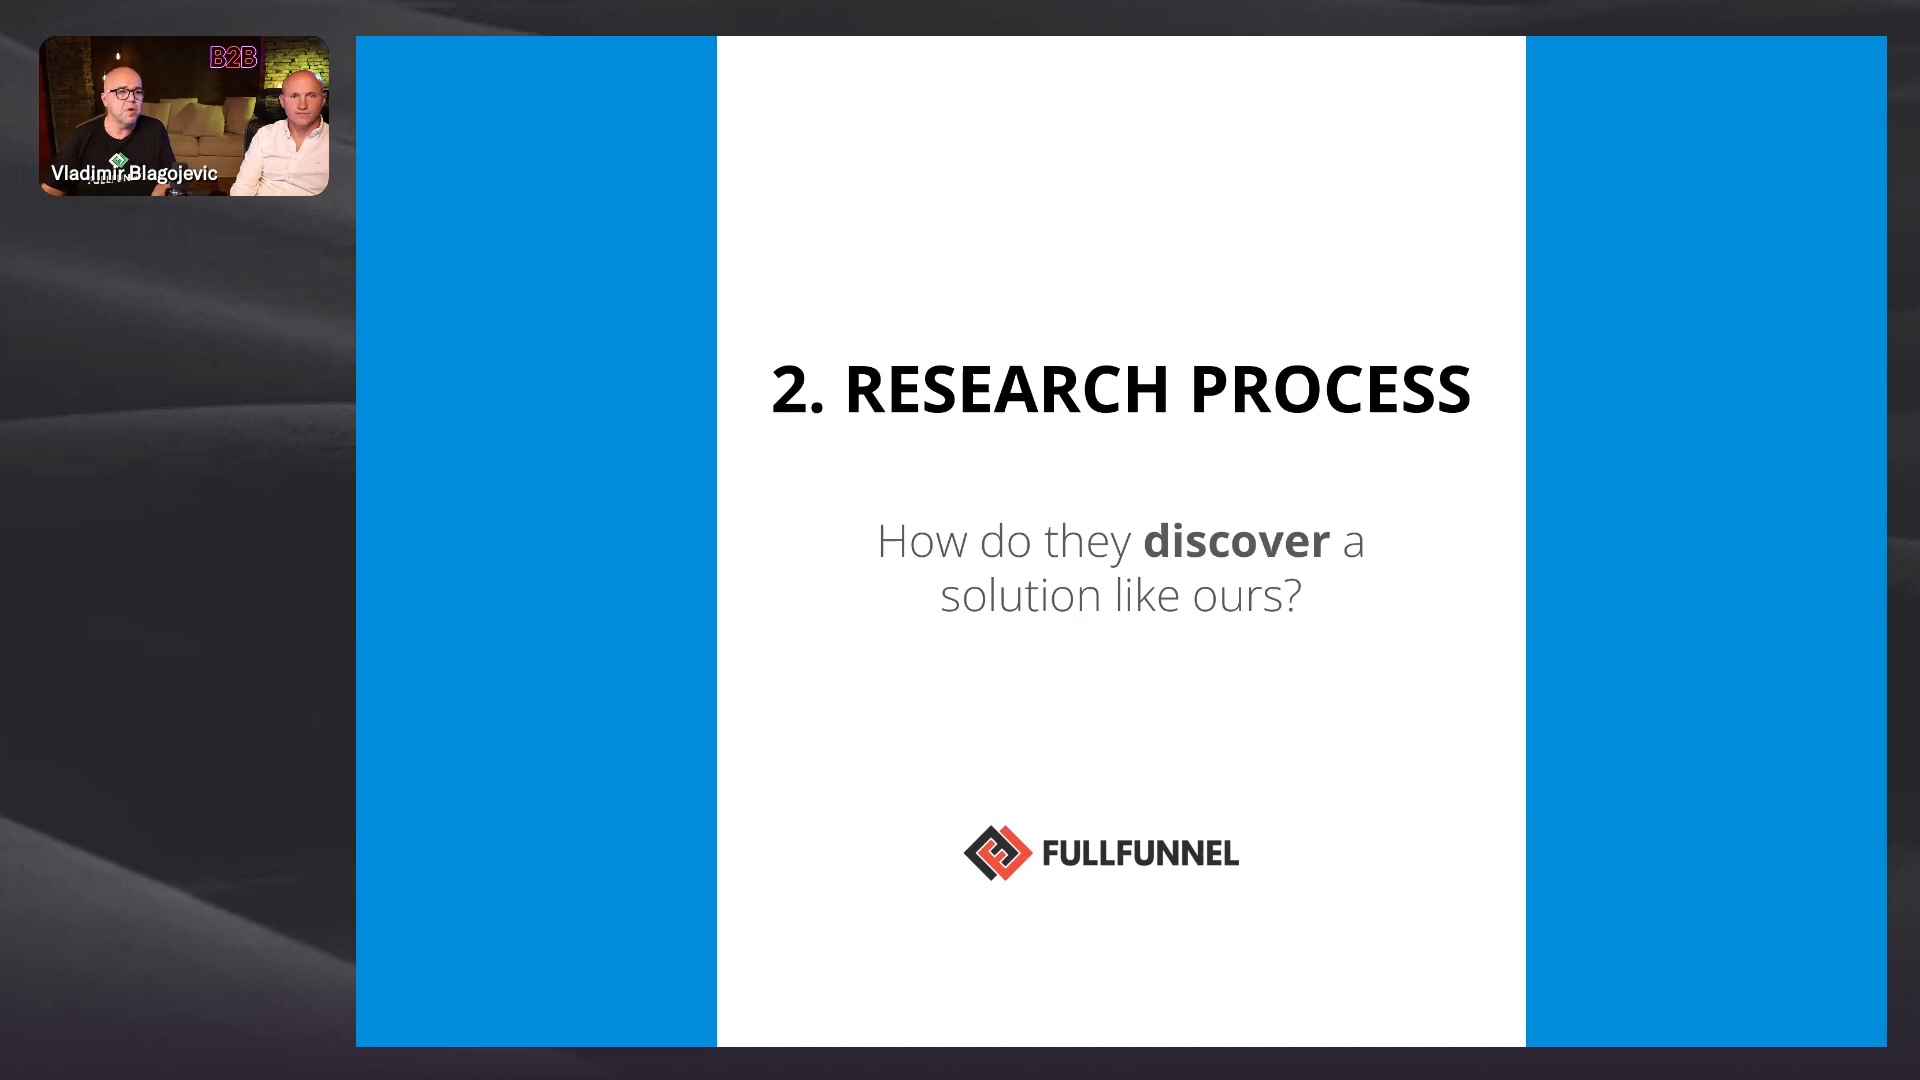 B2B
Vladimir Blagojevic
2. RESEARCH PROCESS
How do they discover a
solution like ours?
FULLFUNNEL